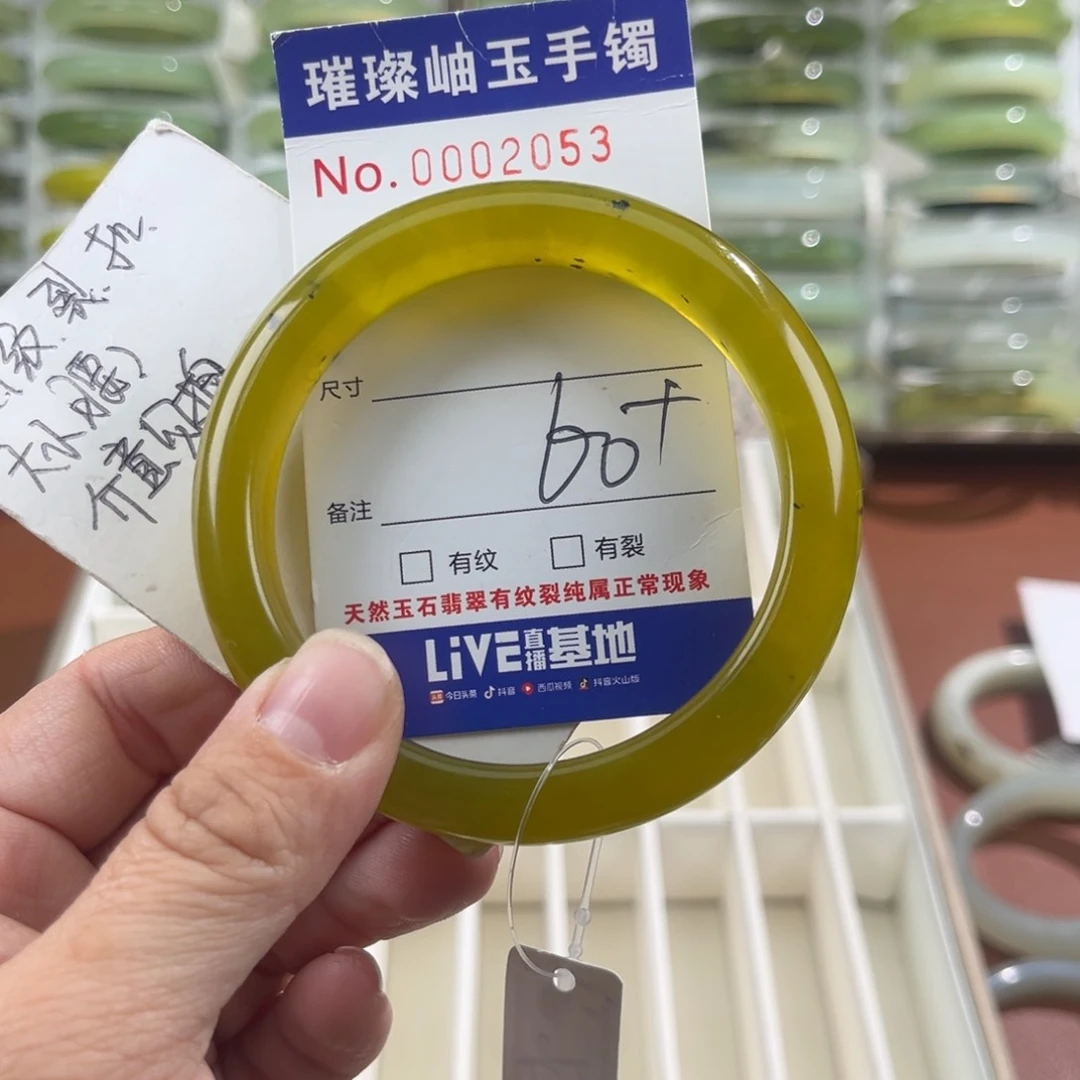 璀璨岫玉手镯
No. 0002053
尺寸
60+
备注
有纹 有裂
天然玉石翡翠有纹裂纯属正常现象
LiVE直播基地
今日头条 抖音 西瓜视频 抖音火山版
纹.裂.